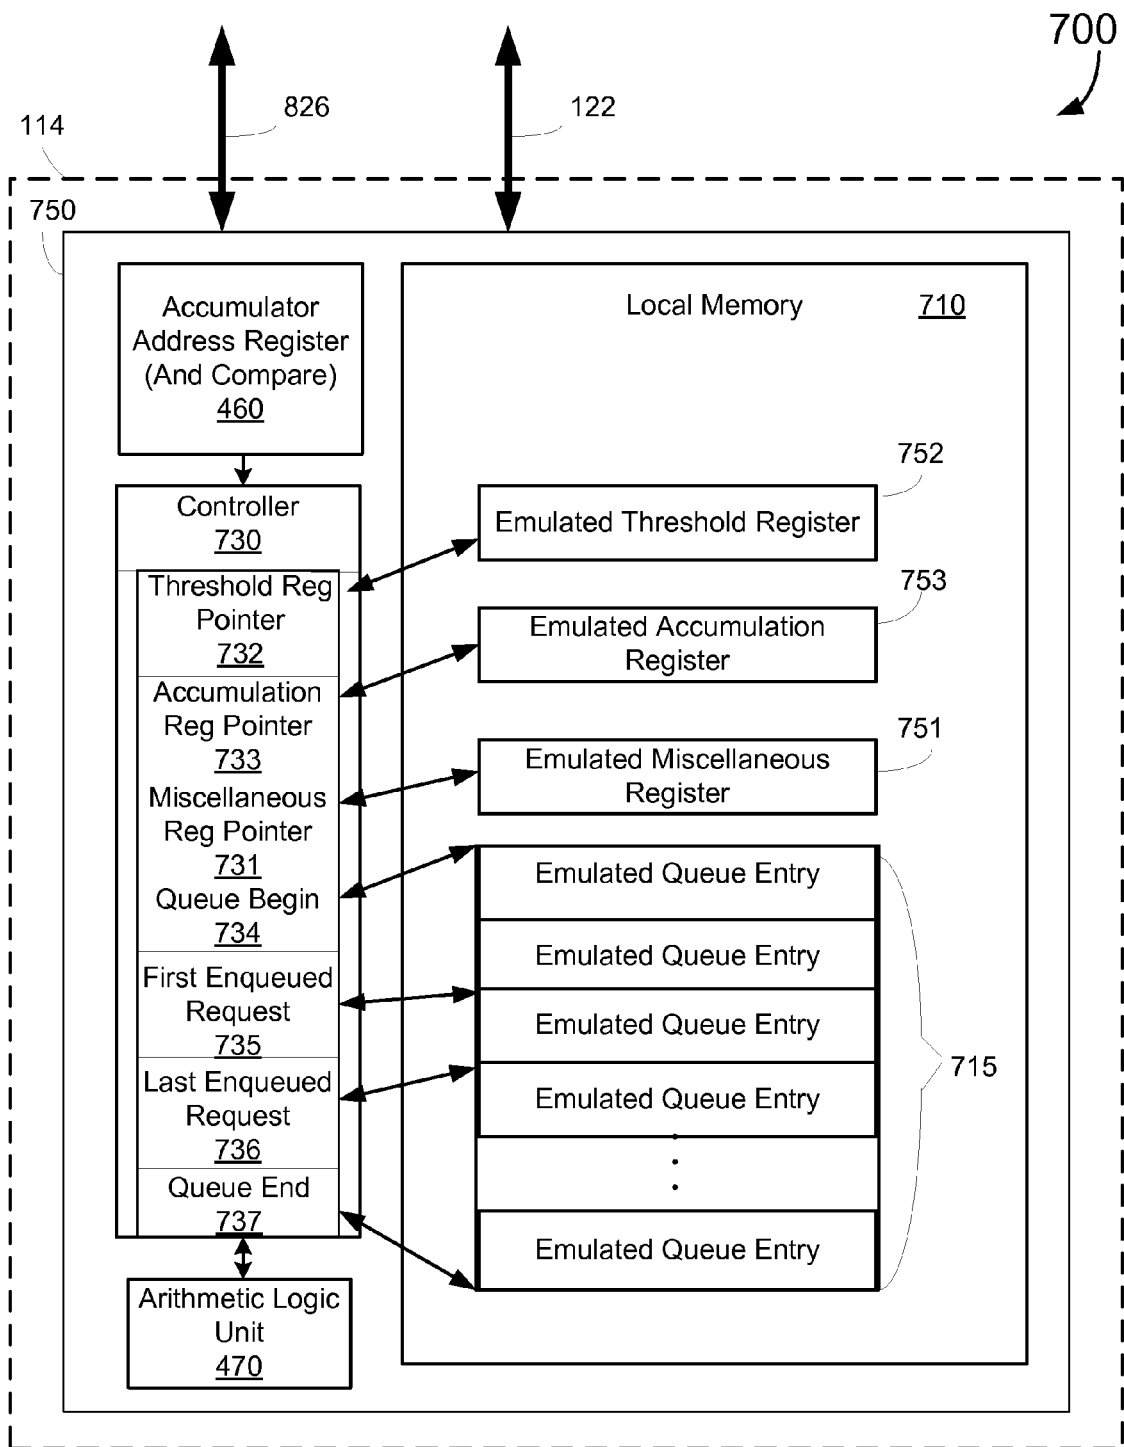 700
826
122
114
750
Accumulator
Address Register
(And Compare)
460
Local Memory 710
Controller
730
Threshold Reg
Pointer
732
Accumulation
Reg Pointer
733
Miscellaneous
Reg Pointer
731
Queue Begin
734
First Enqueued
Request
735
Last Enqueued
Request
736
Queue End
737
Arithmetic Logic
Unit
470
752
Emulated Threshold Register
753
Emulated Accumulation
Register
751
Emulated Miscellaneous
Register
Emulated Queue Entry
Emulated Queue Entry
Emulated Queue Entry
Emulated Queue Entry
Emulated Queue Entry
715